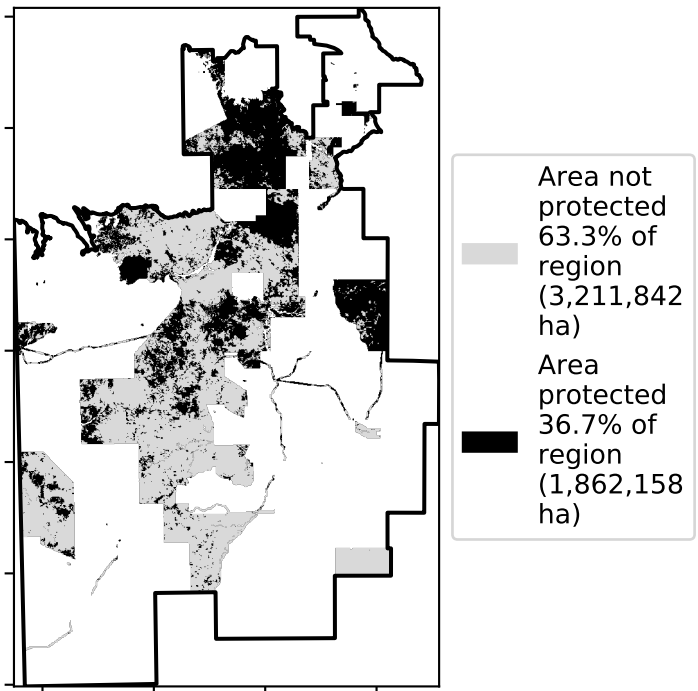 Area not
protected
63.3% of
region
(3,211,842
ha)
Area
protected
36.7% of
region
(1,862,158
ha)